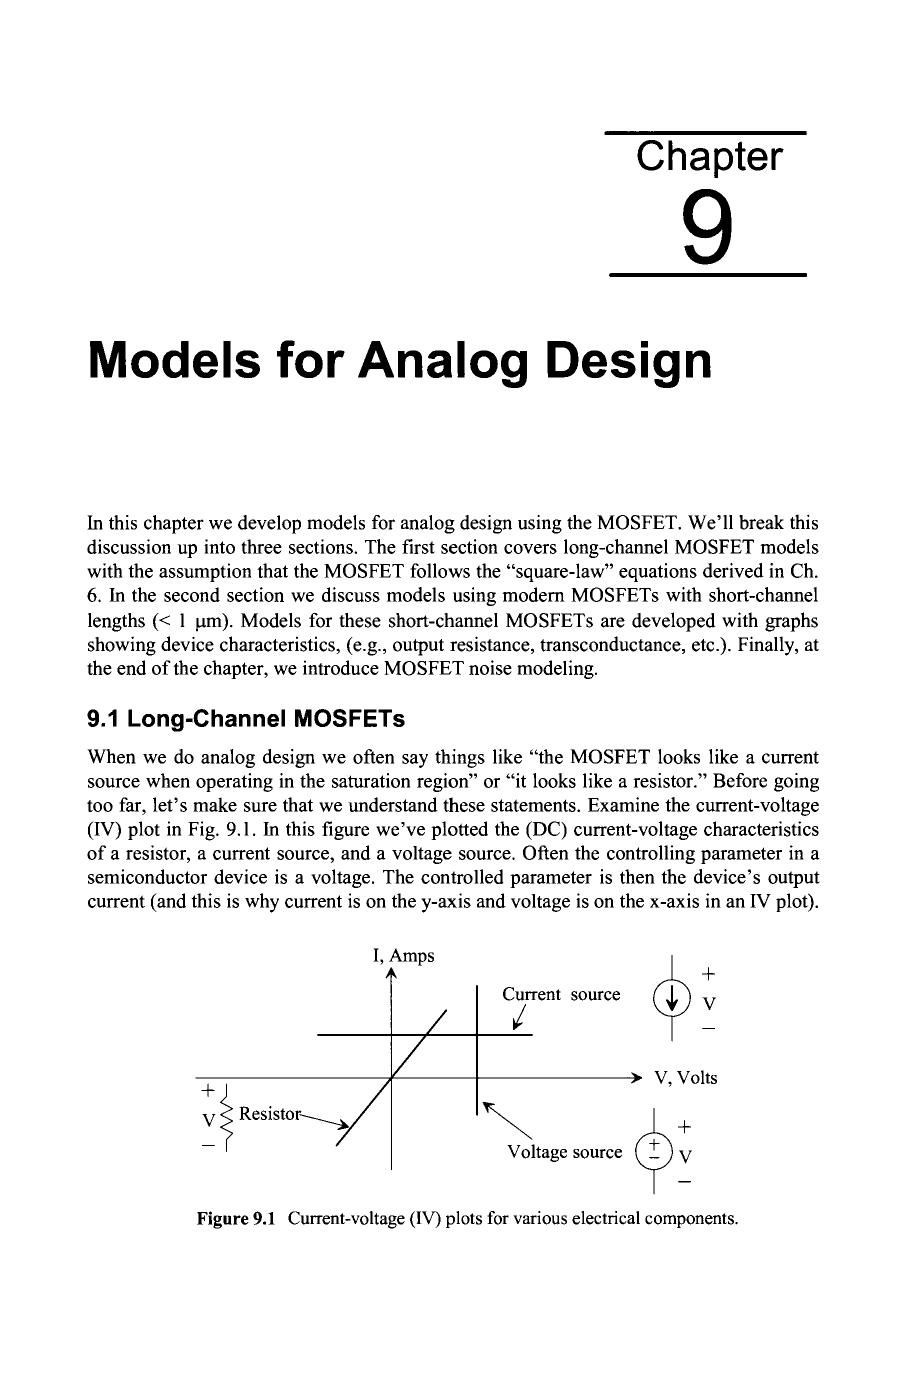 Chapter
9
Models for Analog Design
In this chapter we develop models for analog design using the MOSFET. We'll break this
discussion up into three sections. The first section covers long-channel MOSFET models
with the assumption that the MOSFET follows the “square-law” equations derived in Ch.
6. In the second section we discuss models using modern MOSFETs with short-channel
lengths (< 1 μm). Models for these short-channel MOSFETs are developed with graphs
showing device characteristics, (e.g., output resistance, transconductance, etc.). Finally, at
the end of the chapter, we introduce MOSFET noise modeling.
9.1 Long-Channel MOSFETs
When we do analog design we often say things like “the MOSFET looks like a current
source when operating in the saturation region” or “it looks like a resistor.” Before going
too far, let's make sure that we understand these statements. Examine the current-voltage
(IV) plot in Fig. 9.1. In this figure we've plotted the (DC) current-voltage characteristics
of a resistor, a current source, and a voltage source. Often the controlling parameter in a
semiconductor device is a voltage. The controlled parameter is then the device's output
current (and this is why current is on the y-axis and voltage is on the x-axis in an IV plot).
I, Amps
+
Current source
V
−
V, Volts
+
V
Resistor
−
+
Voltage source
+
−
V
−
Figure 9.1 Current-voltage (IV) plots for various electrical components.